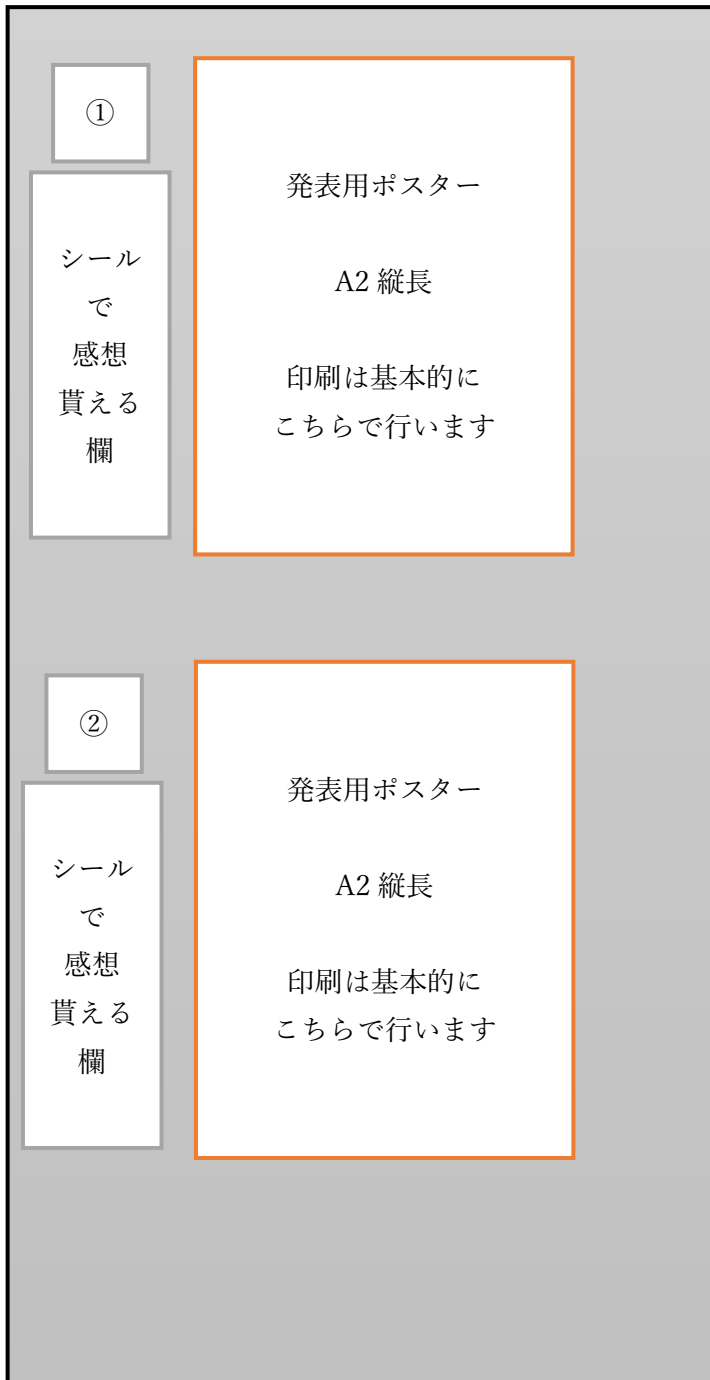 ①
シール
で
感想
貰える
欄
発表用ポスター
A2 縦長
印刷は基本的に
こちらで行います
②
シール
で
感想
貰える
欄
発表用ポスター
A2 縦長
印刷は基本的に
こちらで行います